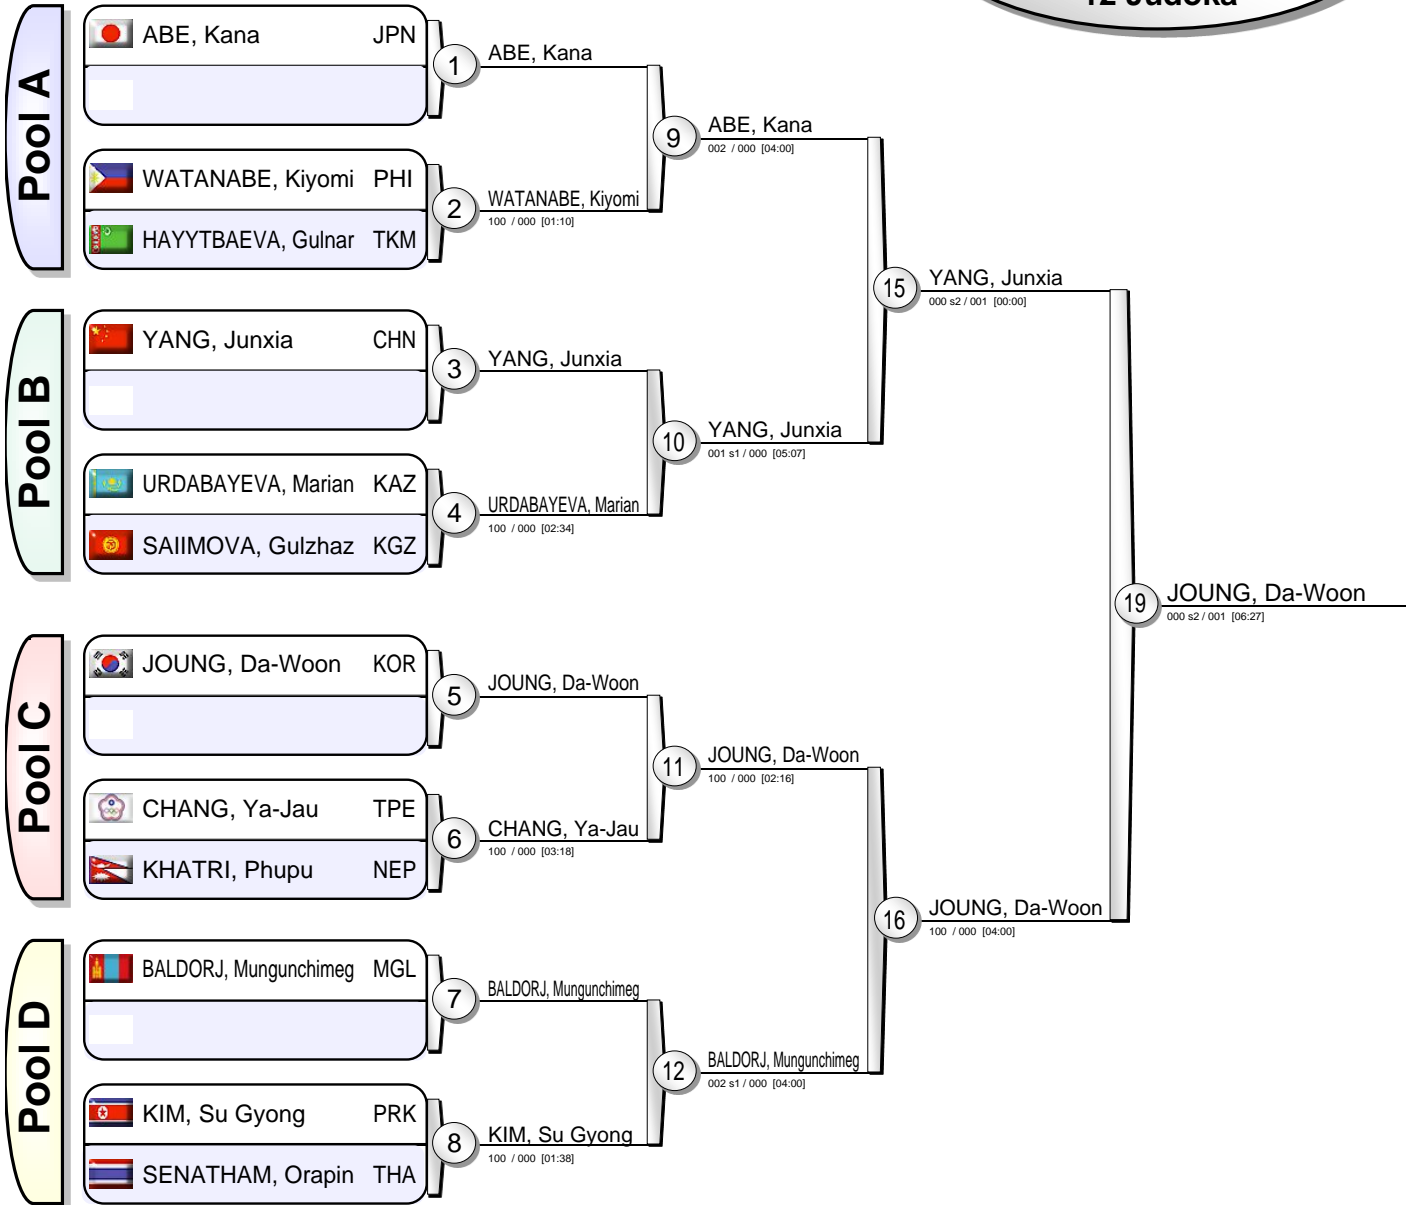 12 Judoka
Pool A
ABE, Kana JPN
WATANABE, Kiyomi PHI
HAYYTBAEVA, Gulnar TKM
1
ABE, Kana
2
WATANABE, Kiyomi
100 / 000 [01:10]
9
ABE, Kana
002 / 000 [04:00]
Pool B
YANG, Junxia CHN
URDABAYEVA, Marian KAZ
SAIIMOVA, Gulzhaz KGZ
3
YANG, Junxia
4
URDABAYEVA, Marian
100 / 000 [02:34]
10
YANG, Junxia
001 s1 / 000 [05:07]
15
YANG, Junxia
000 s2 / 001 [00:00]
Pool C
JOUNG, Da-Woon KOR
CHANG, Ya-Jau TPE
KHATRI, Phupu NEP
5
JOUNG, Da-Woon
6
CHANG, Ya-Jau
100 / 000 [03:18]
11
JOUNG, Da-Woon
100 / 000 [02:16]
Pool D
BALDORJ, Mungunchimeg MGL
KIM, Su Gyong PRK
SENATHAM, Orapin THA
7
BALDORJ, Mungunchimeg
8
KIM, Su Gyong
100 / 000 [01:38]
12
BALDORJ, Mungunchimeg
002 s1 / 000 [04:00]
16
JOUNG, Da-Woon
100 / 000 [04:00]
19
JOUNG, Da-Woon
000 s2 / 001 [06:27]